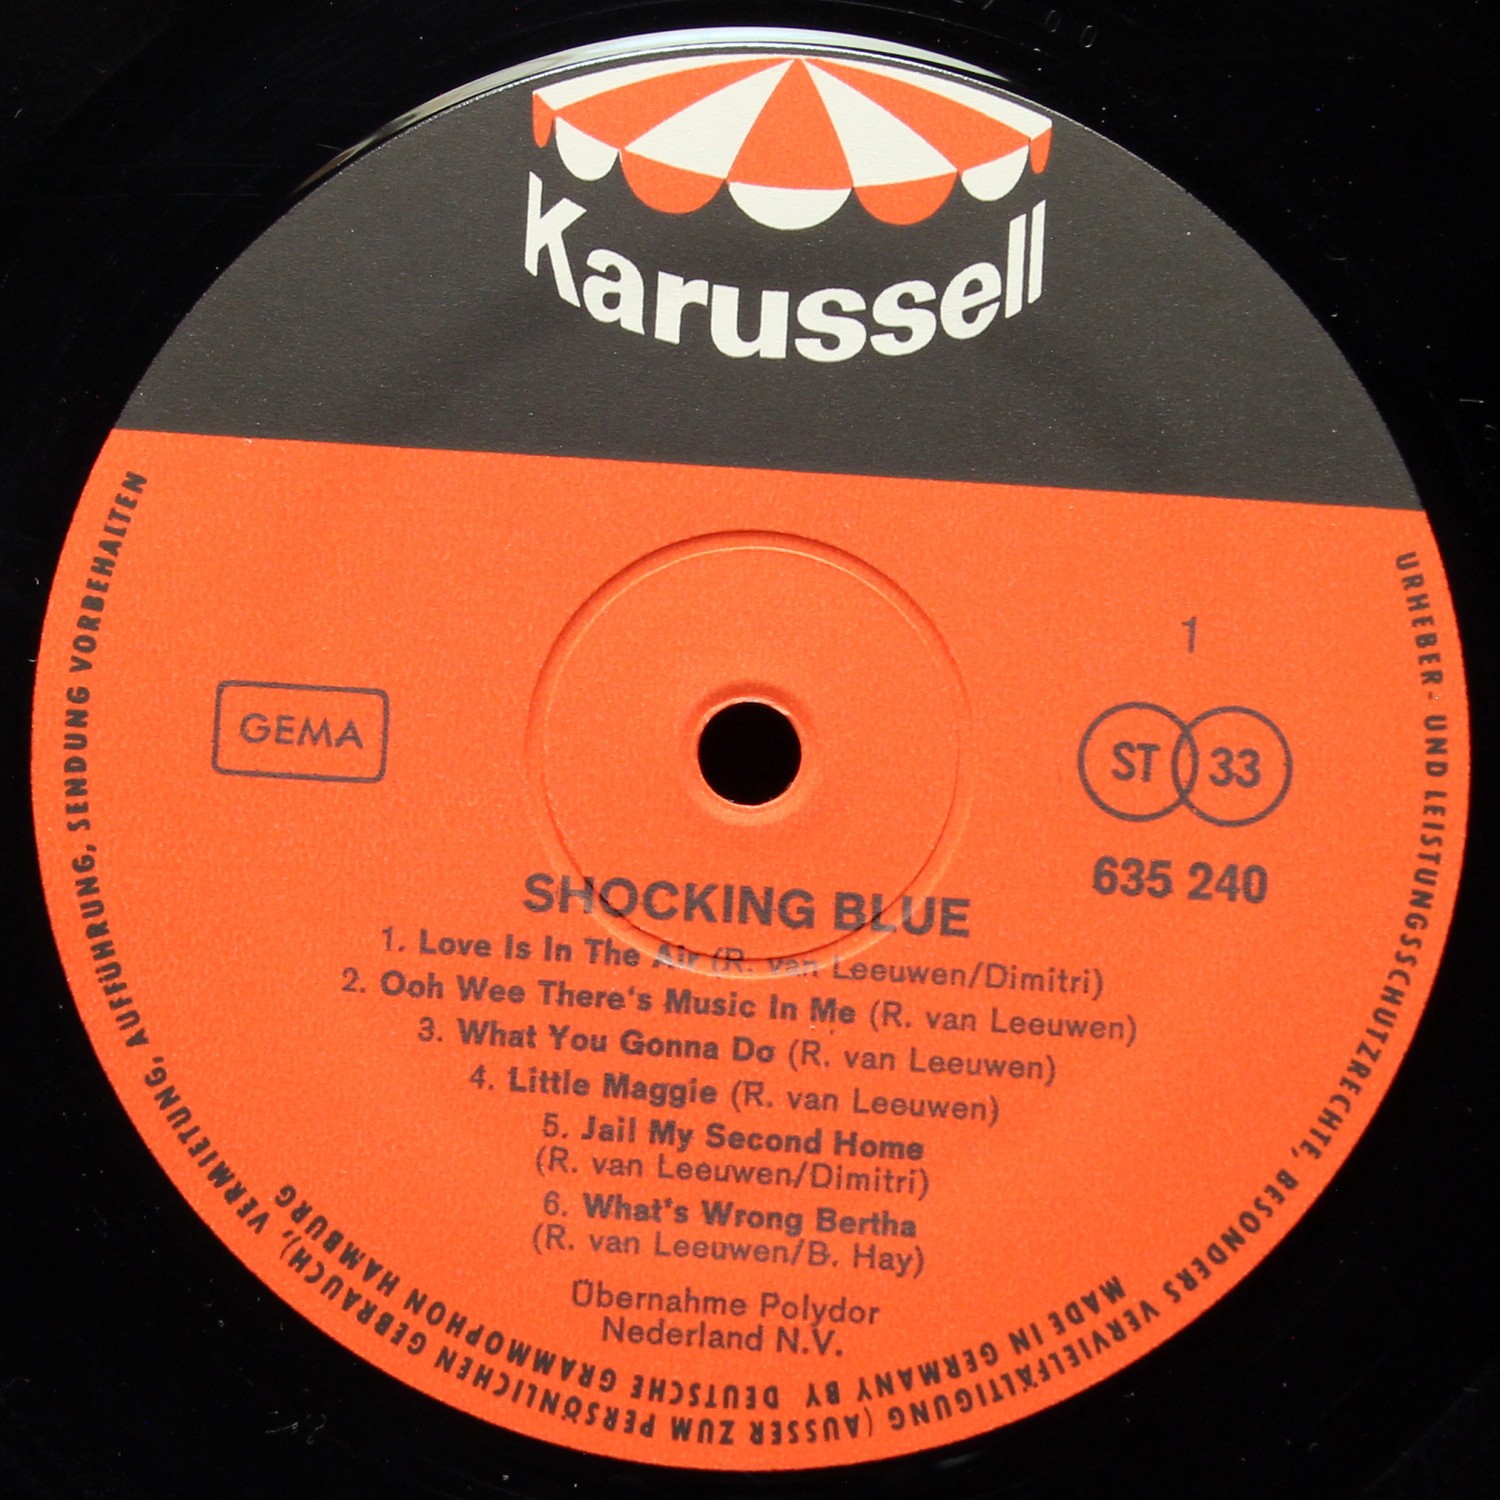 Karussell
1
GEMA
ST 33
635 240
SHOCKING BLUE
1. Love Is In The Air (R. van Leeuwen/Dimitri)
2. Ooh Wee There's Music In Me (R. van Leeuwen)
3. What You Gonna Do (R. van Leeuwen)
4. Little Maggie (R. van Leeuwen)
5. Jail My Second Home
(R. van Leeuwen/Dimitri)
6. What's Wrong Bertha
(R. van Leeuwen/B. Hay)
Übernahme Polydor
Nederland N.V.
URHEBER- UND LEISTUNGSSCHUTZRECHTE, BESONDERS VERVIELFÄLTIGUNG (AUSSER ZUM PERSÖNLICHEN GEBRAUCH), VERMIETUNG, AUFFÜHRUNG, SENDUNG VORBEHALTEN
MADE IN GERMANY BY DEUTSCHE GRAMMOPHON HAMBURG